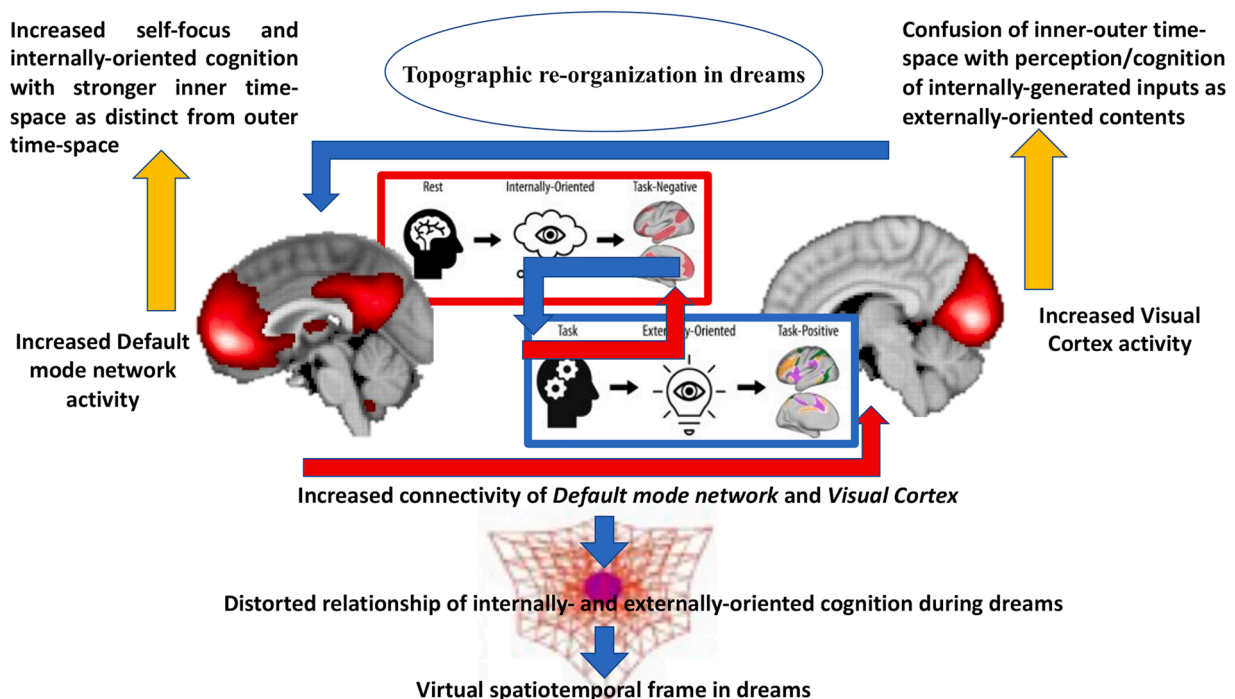 Increased self-focus and
internally-oriented cognition
with stronger inner time-
space as distinct from outer
time-space
Topographic re-organization in dreams
Confusion of inner-outer time-
space with perception/cognition
of internally-generated inputs as
externally-oriented contents
Rest
Internally-Oriented
Task-Negative
Increased Default
mode network
activity
Task
Externally-Oriented
Task-Positive
Increased Visual
Cortex activity
Increased connectivity of Default mode network and Visual Cortex
Distorted relationship of internally- and externally-oriented cognition during dreams
Virtual spatiotemporal frame in dreams